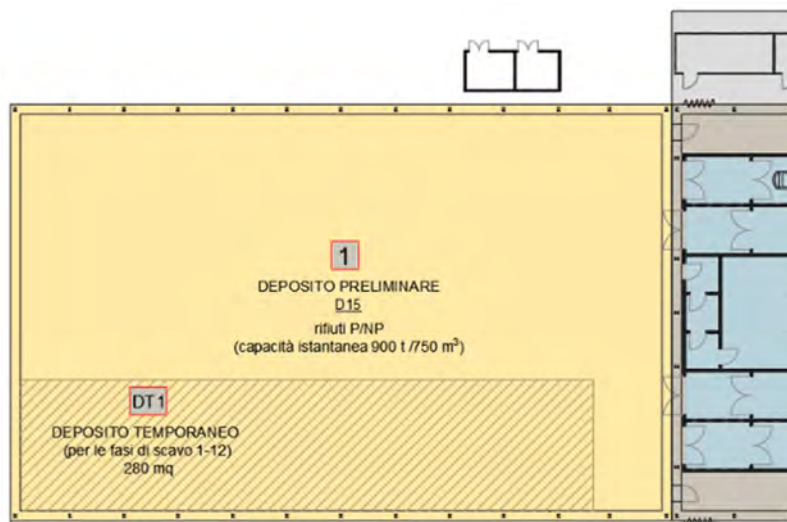 1
DEPOSITO PRELIMINARE
D15
rifiuti P/NP
(capacità istantanea 900 t /750 m³)
DT1
DEPOSITO TEMPORANEO
(per le fasi di scavo 1-12)
280 mq